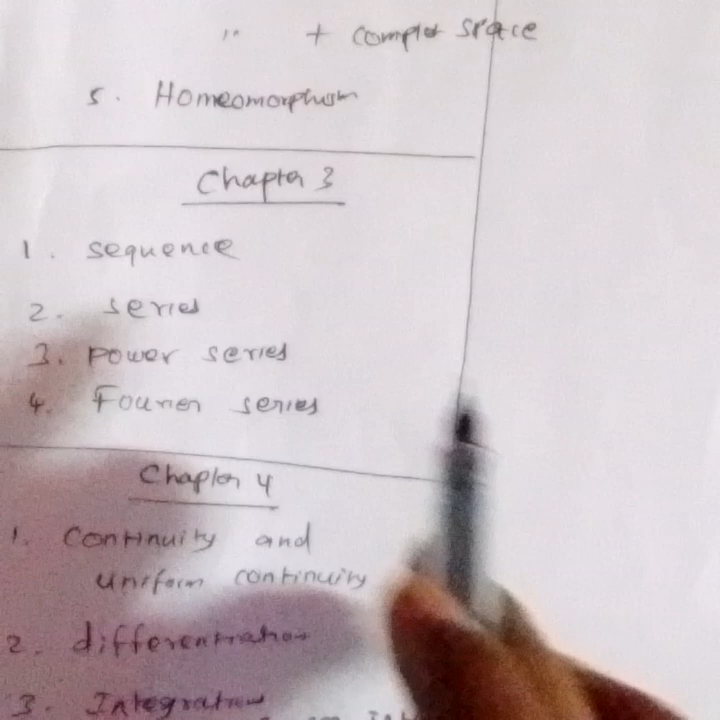 " + complet space
5. Homeomorphism
Chapter 3
1. sequence
2. series
3. power series
4. Fourier series
Chapter 4
1. Continuity and
uniform continuity
2. differentiation
3. Integration